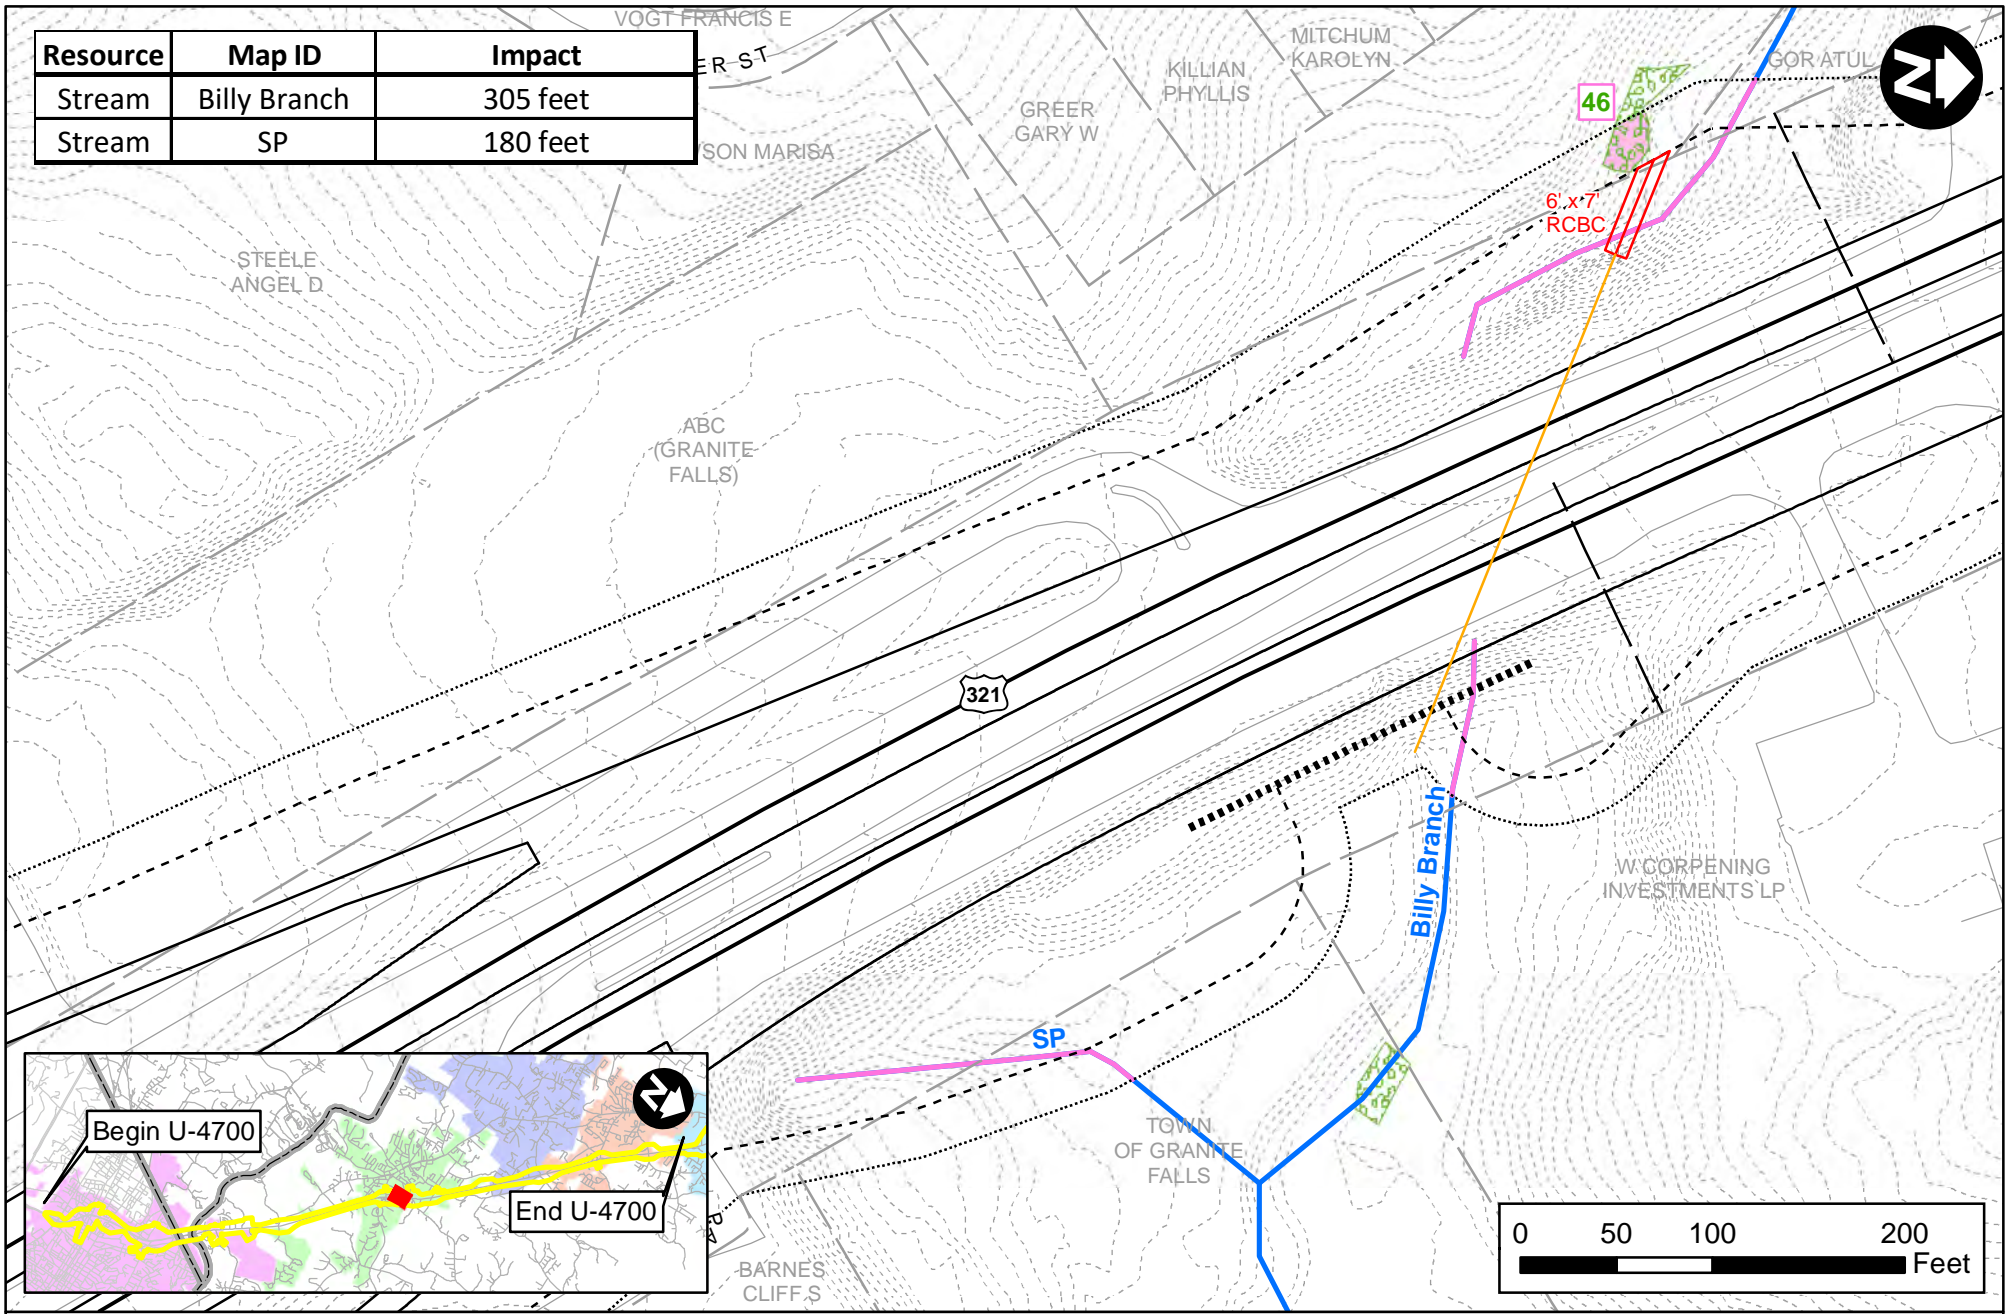 VOGT FRANCIS E
Resource Map ID Impact
Stream Billy Branch 305 feet
Stream SP 180 feet
ER ST
SON MARISA
GREER
GARY W
KILLIAN
PHYLLIS
MITCHUM
KAROLYN
GOR ATUL
N
46
6' x 7'
RCBC
STEELE
ANGEL D
ABC
(GRANITE
FALLS)
321
Billy Branch
W CORPENING
INVESTMENTS LP
SP
TOWN
OF GRANITE
FALLS
BARNES
CLIFF S
Begin U-4700
End U-4700
N
0 50 100 200
Feet